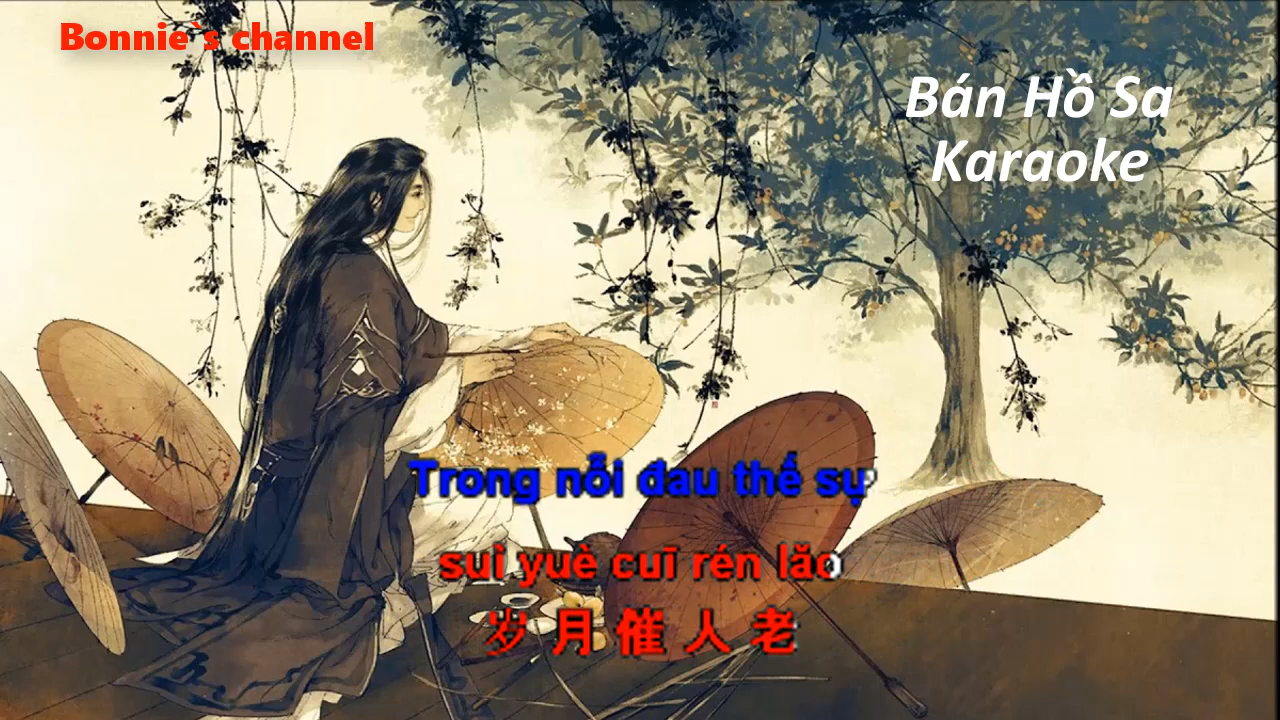 Bonnie`s channel
Bán Hồ Sa
Karaoke
Trong nỗi đau thế sự
suì yuè cuī rén lǎo
岁月催人老